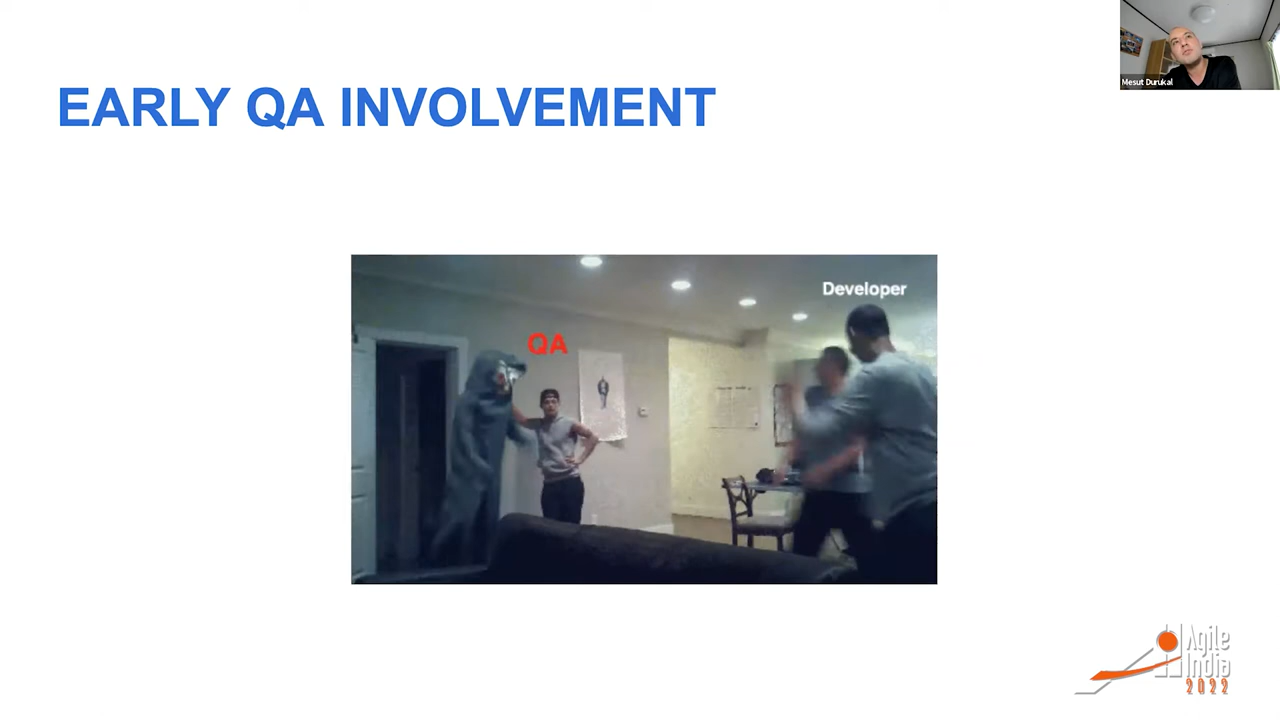 Mesut Durukal
EARLY QA INVOLVEMENT
Developer
QA
Agile
India
2022